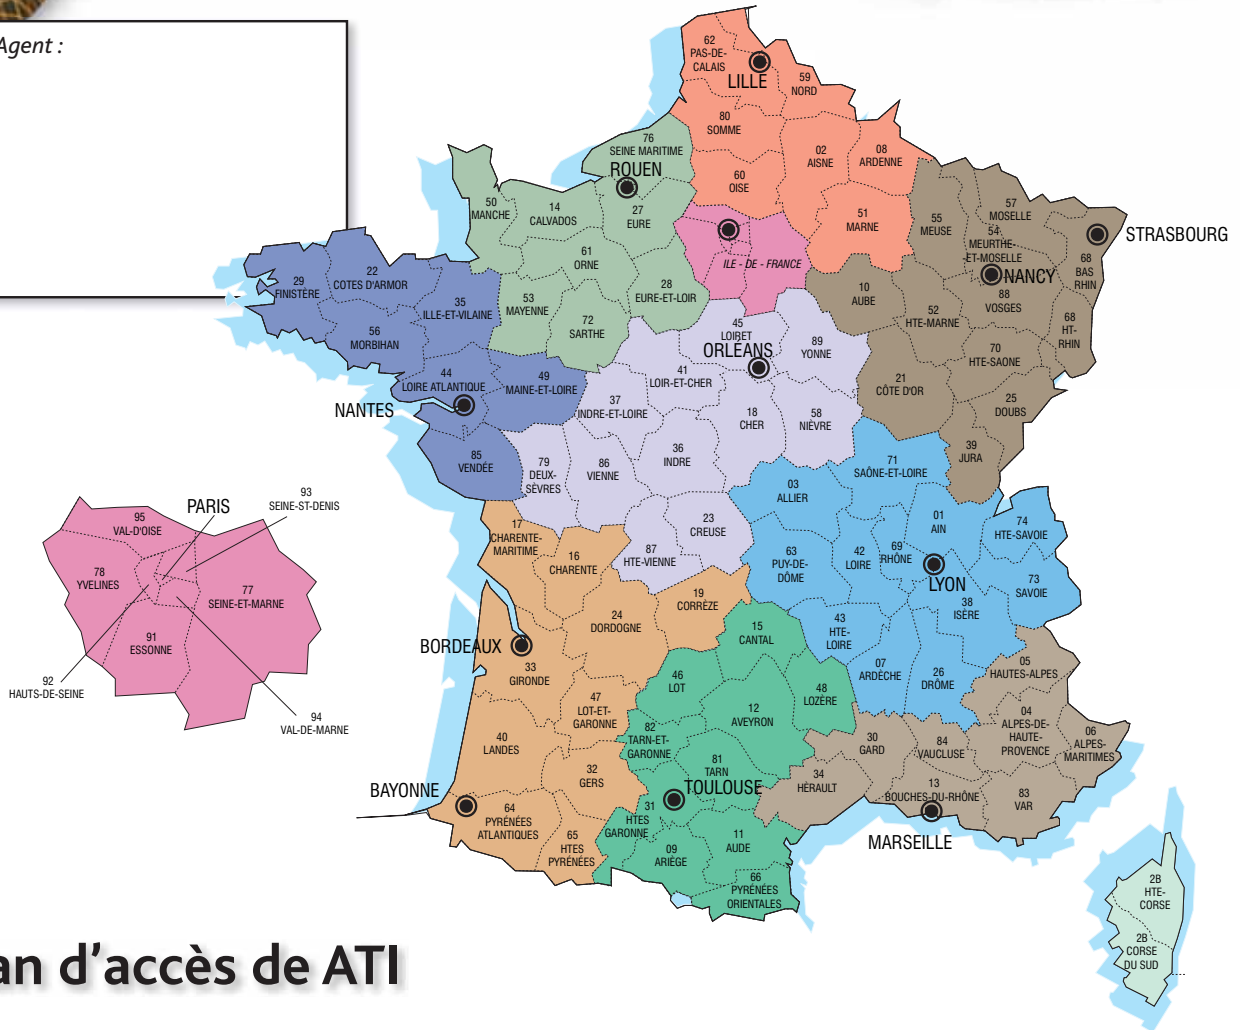 Agent :
62
PAS-DE-
CALAIS
LILLE
59
NORD
80
SOMME
02
AISNE
08
ARDENNE
60
OISE
51
MARNE
76
SEINE MARITIME
ROUEN
50
MANCHE
14
CALVADOS
27
EURE
61
ORNE
28
EURE-ET-LOIR
53
MAYENNE
72
SARTHE
ILE - DE - FRANCE
55
MEUSE
57
MOSELLE
54
MEURTHE-
ET-MOSELLE
NANCY
STRASBOURG
68
BAS
RHIN
88
VOSGES
68
HT-
RHIN
10
AUBE
52
HTE-MARNE
70
HTE-SAONE
21
CÔTE D'OR
25
DOUBS
39
JURA
29
FINISTÈRE
22
COTES D'ARMOR
35
ILLE-ET-VILAINE
56
MORBIHAN
44
LOIRE ATLANTIQUE
49
MAINE-ET-LOIRE
NANTES
85
VENDÉE
45
LOIRET
ORLÉANS
89
YONNE
41
LOIR-ET-CHER
37
INDRE-ET-LOIRE
18
CHER
58
NIÈVRE
36
INDRE
79
DEUX-
SÈVRES
86
VIENNE
23
CREUSE
87
HTE-VIENNE
71
SAÔNE-ET-LOIRE
03
ALLIER
01
AIN
74
HTE-SAVOIE
63
PUY-DE-
DÔME
42
LOIRE
69
RHÔNE
LYON
73
SAVOIE
38
ISÈRE
43
HTE-
LOIRE
07
ARDÈCHE
26
DRÔME
17
CHARENTE-
MARITIME
16
CHARENTE
19
CORRÈZE
24
DORDOGNE
BORDEAUX
33
GIRONDE
47
LOT-ET-
GARONNE
40
LANDES
32
GERS
BAYONNE
64
PYRÉNÉES
ATLANTIQUES
65
HTES
PYRÉNÉES
15
CANTAL
46
LOT
48
LOZÈRE
12
AVEYRON
82
TARN-ET-
GARONNE
81
TARN
TOULOUSE
31
HTES
GARONNE
09
ARIÈGE
11
AUDE
66
PYRÉNÉES
ORIENTALES
05
HAUTES-ALPES
04
ALPES-DE-
HAUTE-
PROVENCE
06
ALPES-
MARITIMES
30
GARD
84
VAUCLUSE
34
HÈRAULT
13
BOUCHES-DU-RHÔNE
83
VAR
MARSEILLE
2B
HTE-
CORSE
2B
CORSE
DU SUD
PARIS
93
SEINE-ST-DENIS
95
VAL-D'OISE
78
YVELINES
77
SEINE-ET-MARNE
91
ESSONNE
92
HAUTS-DE-SEINE
94
VAL-DE-MARNE
an d'accès de ATI